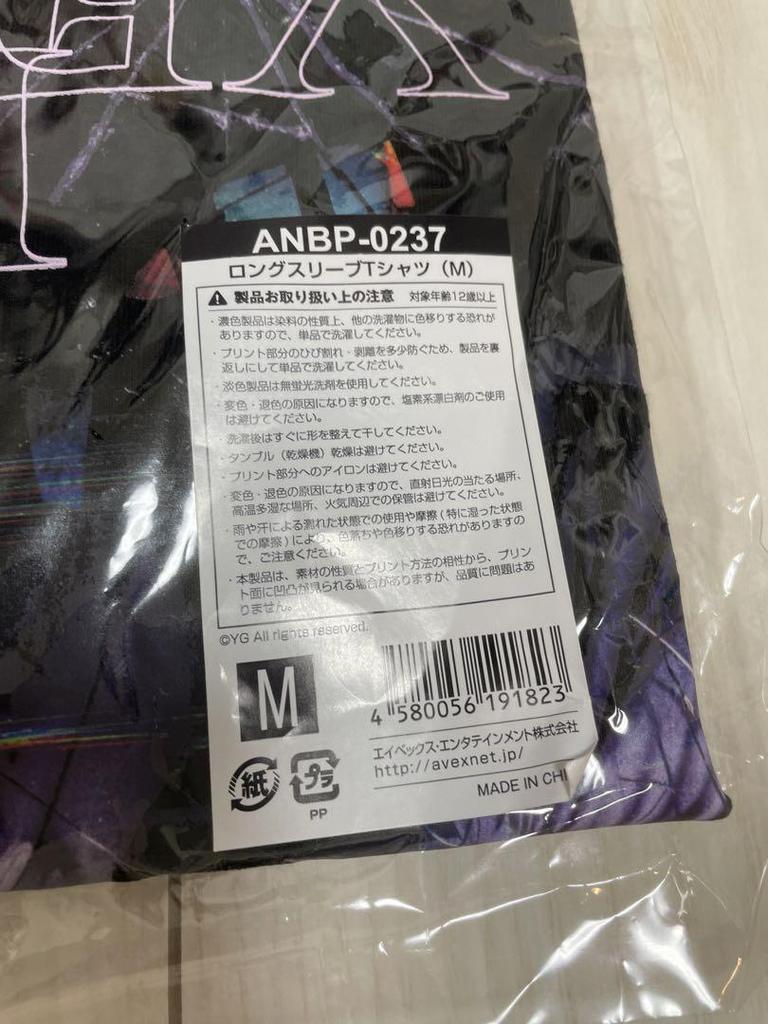 ANBP-0237
ロングスリーブTシャツ（M）
製品お取り扱い上の注意 対象年齢12歳以上
・濃色製品は染料の性質上、他の洗濯物に色移りする恐れが
ありますので、単品で洗濯してください。
・プリント部分のひび割れ・剥離を多少防ぐため、製品を裏
返しにして単品で洗濯してください。
・淡色製品は無蛍光洗剤を使用してください。
・変色・退色の原因になりますので、塩素系漂白剤のご使用
は避けてください。
・洗濯後はすぐに形を整えて干してください。
・タンブル（乾燥機）乾燥は避けてください。
・プリント部分へのアイロンは避けてください。
・変色・退色の原因になりますので、直射日光の当たる場所、
高温多湿な場所、火気周辺での保管は避けてください。
・雨や汗による濡れた状態での使用や摩擦(特に湿った状態
での摩擦)により、色落ちや色移りする恐れがありますの
で、ご注意ください。
・本製品は、素材の性質とプリント方法の相性から、プリン
ト面に凹凸が見られる場合がありますが、品質に問題はあ
りません。
©YG All rights reserved.
M
4 580056 191823
エイベックス・エンタテインメント株式会社
http://avexnet.jp/
MADE IN CHI
紙
プラ
PP